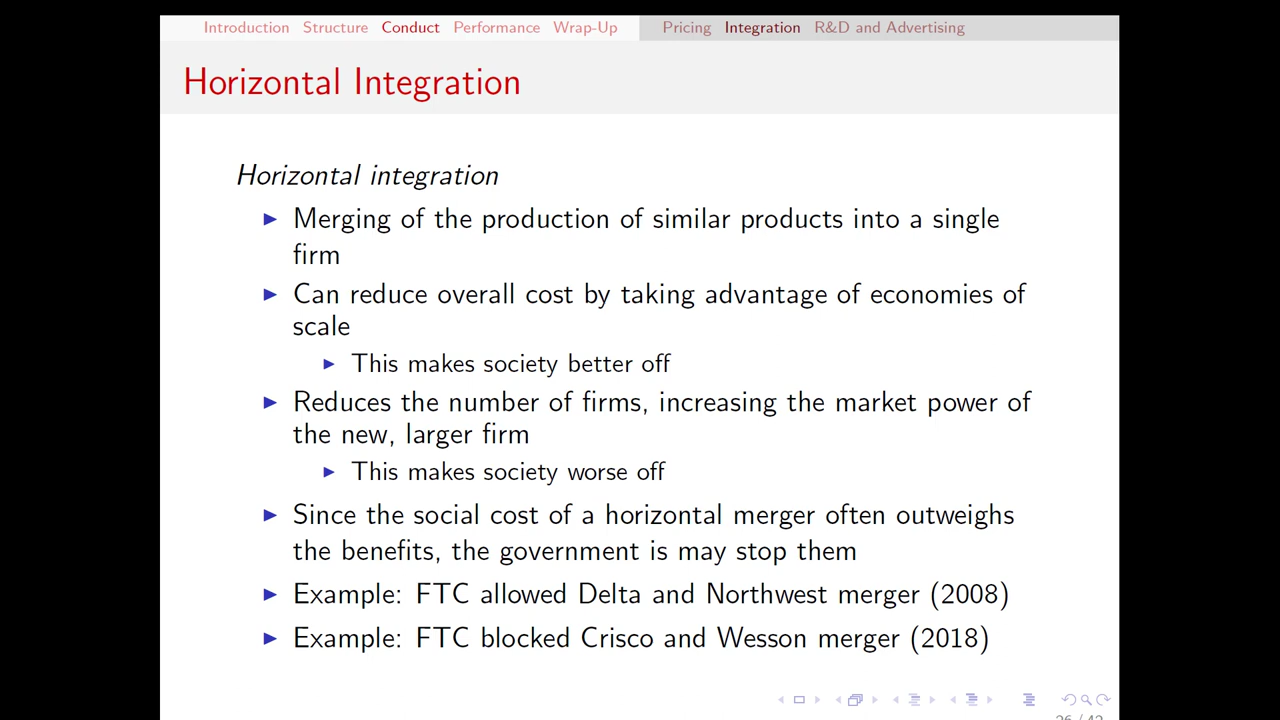 Introduction Structure Conduct Performance Wrap-Up Pricing Integration R&D and Advertising
Horizontal Integration
Horizontal integration
Merging of the production of similar products into a single
firm
Can reduce overall cost by taking advantage of economies of
scale
This makes society better off
Reduces the number of firms, increasing the market power of
the new, larger firm
This makes society worse off
Since the social cost of a horizontal merger often outweighs
the benefits, the government is may stop them
Example: FTC allowed Delta and Northwest merger (2008)
Example: FTC blocked Crisco and Wesson merger (2018)
26 / 42